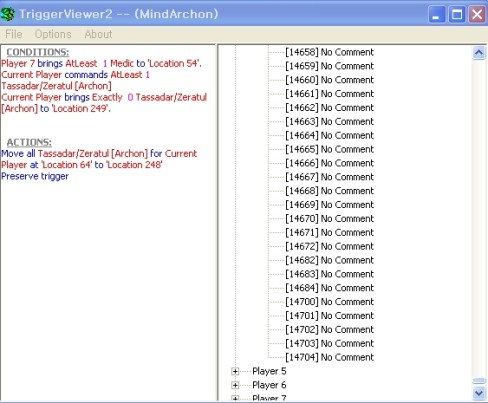 TriggerViewer2 -- (MindArchon)
File Options About
CONDITIONS:
Player 7 brings AtLeast 1 Medic to 'Location 54'.
Current Player commands AtLeast 1
Tassadar/Zeratul [Archon]
Current Player brings Exactly 0 Tassadar/Zeratul
[Archon] to 'Location 249'.
ACTIONS:
Move all Tassadar/Zeratul [Archon] for Current
Player at 'Location 64' to 'Location 248'
Preserve trigger
[14658] No Comment
[14659] No Comment
[14660] No Comment
[14661] No Comment
[14662] No Comment
[14663] No Comment
[14664] No Comment
[14665] No Comment
[14666] No Comment
[14667] No Comment
[14668] No Comment
[14669] No Comment
[14670] No Comment
[14671] No Comment
[14672] No Comment
[14682] No Comment
[14683] No Comment
[14684] No Comment
[14700] No Comment
[14701] No Comment
[14702] No Comment
[14703] No Comment
[14704] No Comment
Player 5
Player 6
Player 7